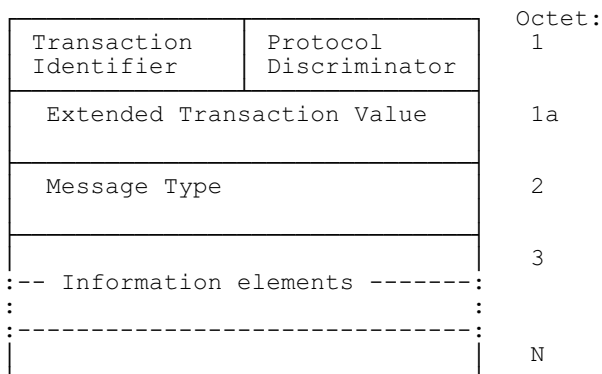 Octet:
Transaction Protocol 1
Identifier Discriminator
Extended Transaction Value 1a
Message Type 2
3
:-- Information elements -------:
: :
:-------------------------------:
N